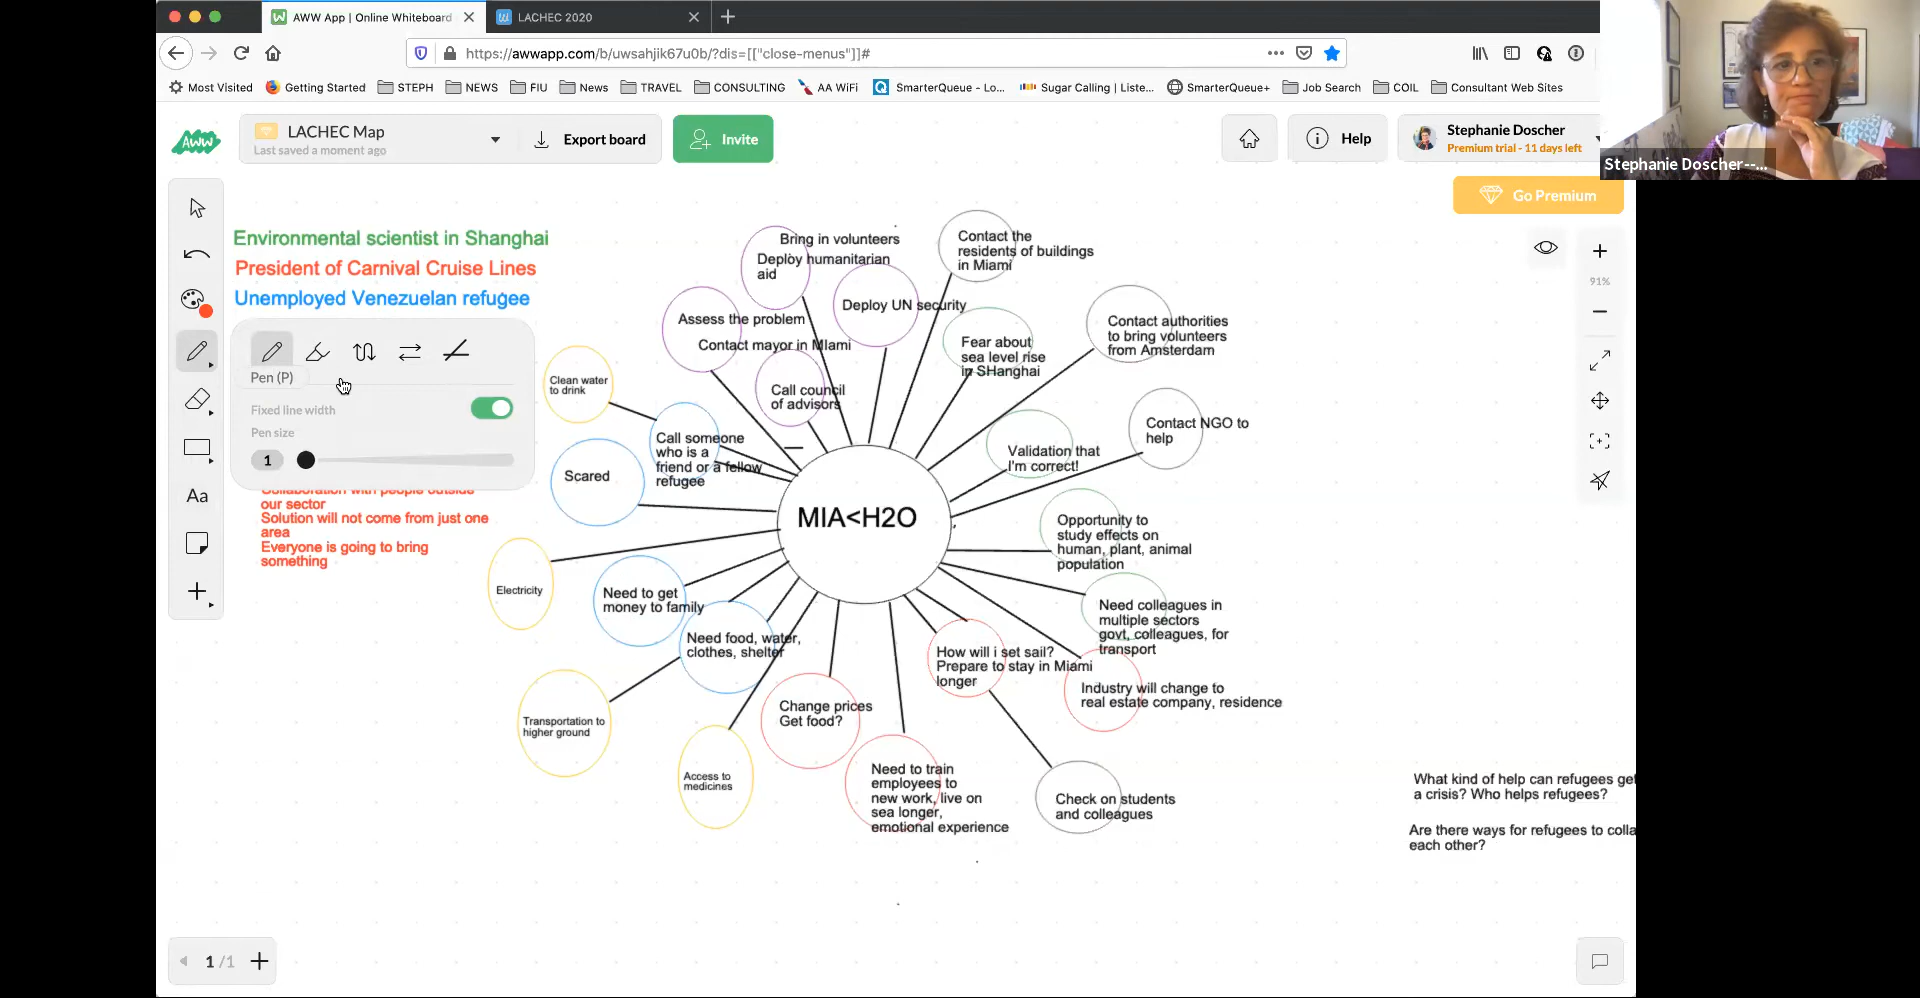 AWW App | Online Whiteboard
LACHEC 2020
https://awwapp.com/b/uwsahjik67u0b/?dis=[["close-menus"]]#
Most Visited
Getting Started
STEPH
NEWS
FIU
News
TRAVEL
CONSULTING
AA WiFi
SmarterQueue - Lo...
Sugar Calling | Liste...
SmarterQueue+
Job Search
COIL
Consultant Web Sites
AWW
LACHEC Map
Last saved a moment ago
Export board
Invite
Help
Stephanie Doscher
Premium trial - 11 days left
Stephanie Doscher--...
Go Premium
91%
Environmental scientist in Shanghai
President of Carnival Cruise Lines
Unemployed Venezuelan refugee
Pen (P)
Fixed line width
Pen size
1
Aa
Collaboration with people outside
our sector
Solution will not come from just one
area
Everyone is going to bring
something
Bring in volunteers
Deploy humanitarian
aid
Contact the
residents of buildings
in Miami
Deploy UN security
Assess the problem
Contact mayor in MIami
Call council
of advisors
Fear about
sea level rise
in SHanghai
Contact authorities
to bring volunteers
from Amsterdam
Clean water
to drink
Call someone
who is a
friend or a fellow
refugee
Scared
Validation that
I'm correct!
Contact NGO to
help
MIA<H2O
Opportunity to
study effects on
human, plant, animal
population
Electricity
Need to get
money to family
Need food, water,
clothes, shelter
Need colleagues in
multiple sectors
govt, colleagues, for
transport
How will i set sail?
Prepare to stay in Miami
longer
Industry will change to
real estate company, residence
Transportation to
higher ground
Change prices
Get food?
Access to
medicines
Need to train
employees to
new work, live on
sea longer,
emotional experience
Check on students
and colleagues
What kind of help can refugees get
a crisis? Who helps refugees?
Are there ways for refugees to colla
each other?
1 /1